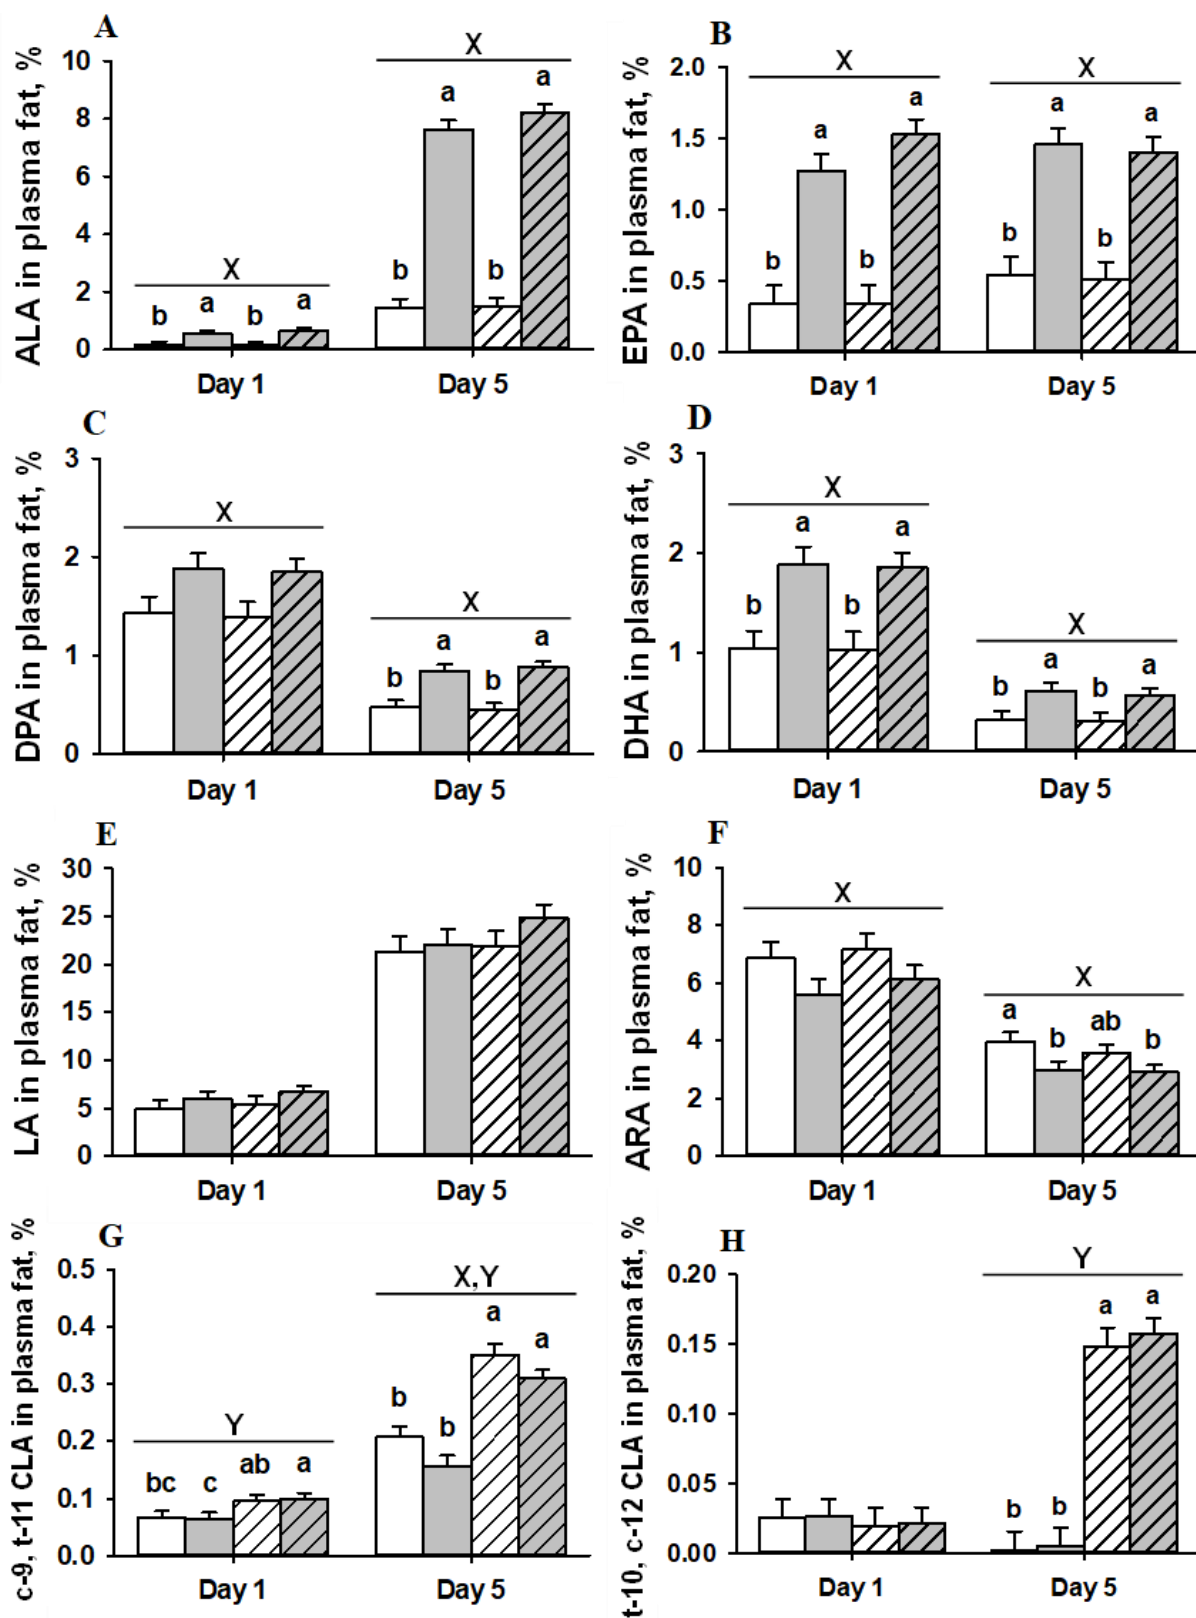 A
ALA in plasma fat, %
10
8
6
4
2
0
X
b
a
b
a
X
b
a
b
a
Day 1
Day 5
B
EPA in plasma fat, %
2.0
1.5
1.0
0.5
0.0
X
b
a
b
a
X
b
a
b
a
Day 1
Day 5
C
DPA in plasma fat, %
3
2
1
0
X
X
b
a
b
a
Day 1
Day 5
D
DHA in plasma fat, %
3
2
1
0
X
b
a
b
a
X
b
a
b
a
Day 1
Day 5
E
LA in plasma fat, %
30
25
20
15
10
5
0
Day 1
Day 5
F
ARA in plasma fat, %
10
8
6
4
2
0
X
X
a
b
ab
b
Day 1
Day 5
G
c-9, t-11 CLA in plasma fat, %
0.5
0.4
0.3
0.2
0.1
0.0
Y
bc
c
ab
a
X,Y
b
b
a
a
Day 1
Day 5
H
t-10, c-12 CLA in plasma fat, %
0.20
0.15
0.10
0.05
0.00
Y
b
b
a
a
Day 1
Day 5